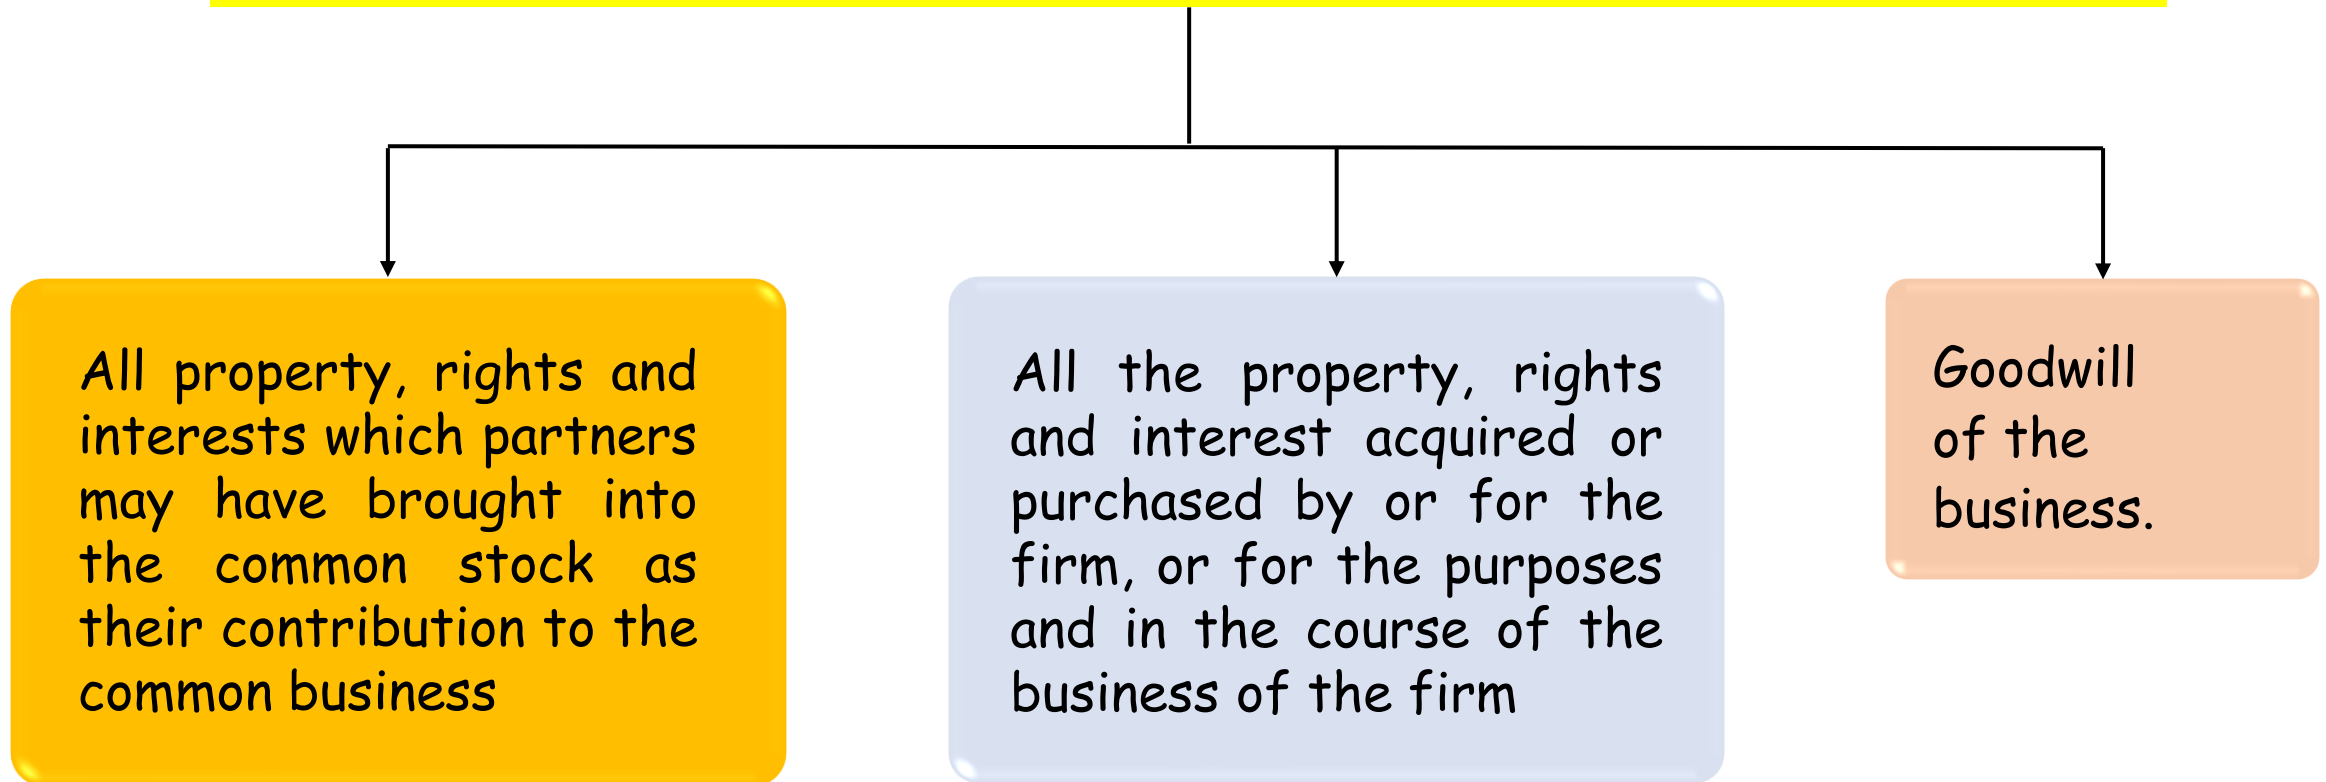 All property, rights and
interests which partners
may have brought into
the common stock as
their contribution to the
common business
All the property, rights
and interest acquired or
purchased by or for the
firm, or for the purposes
and in the course of the
business of the firm
Goodwill
of the
business.